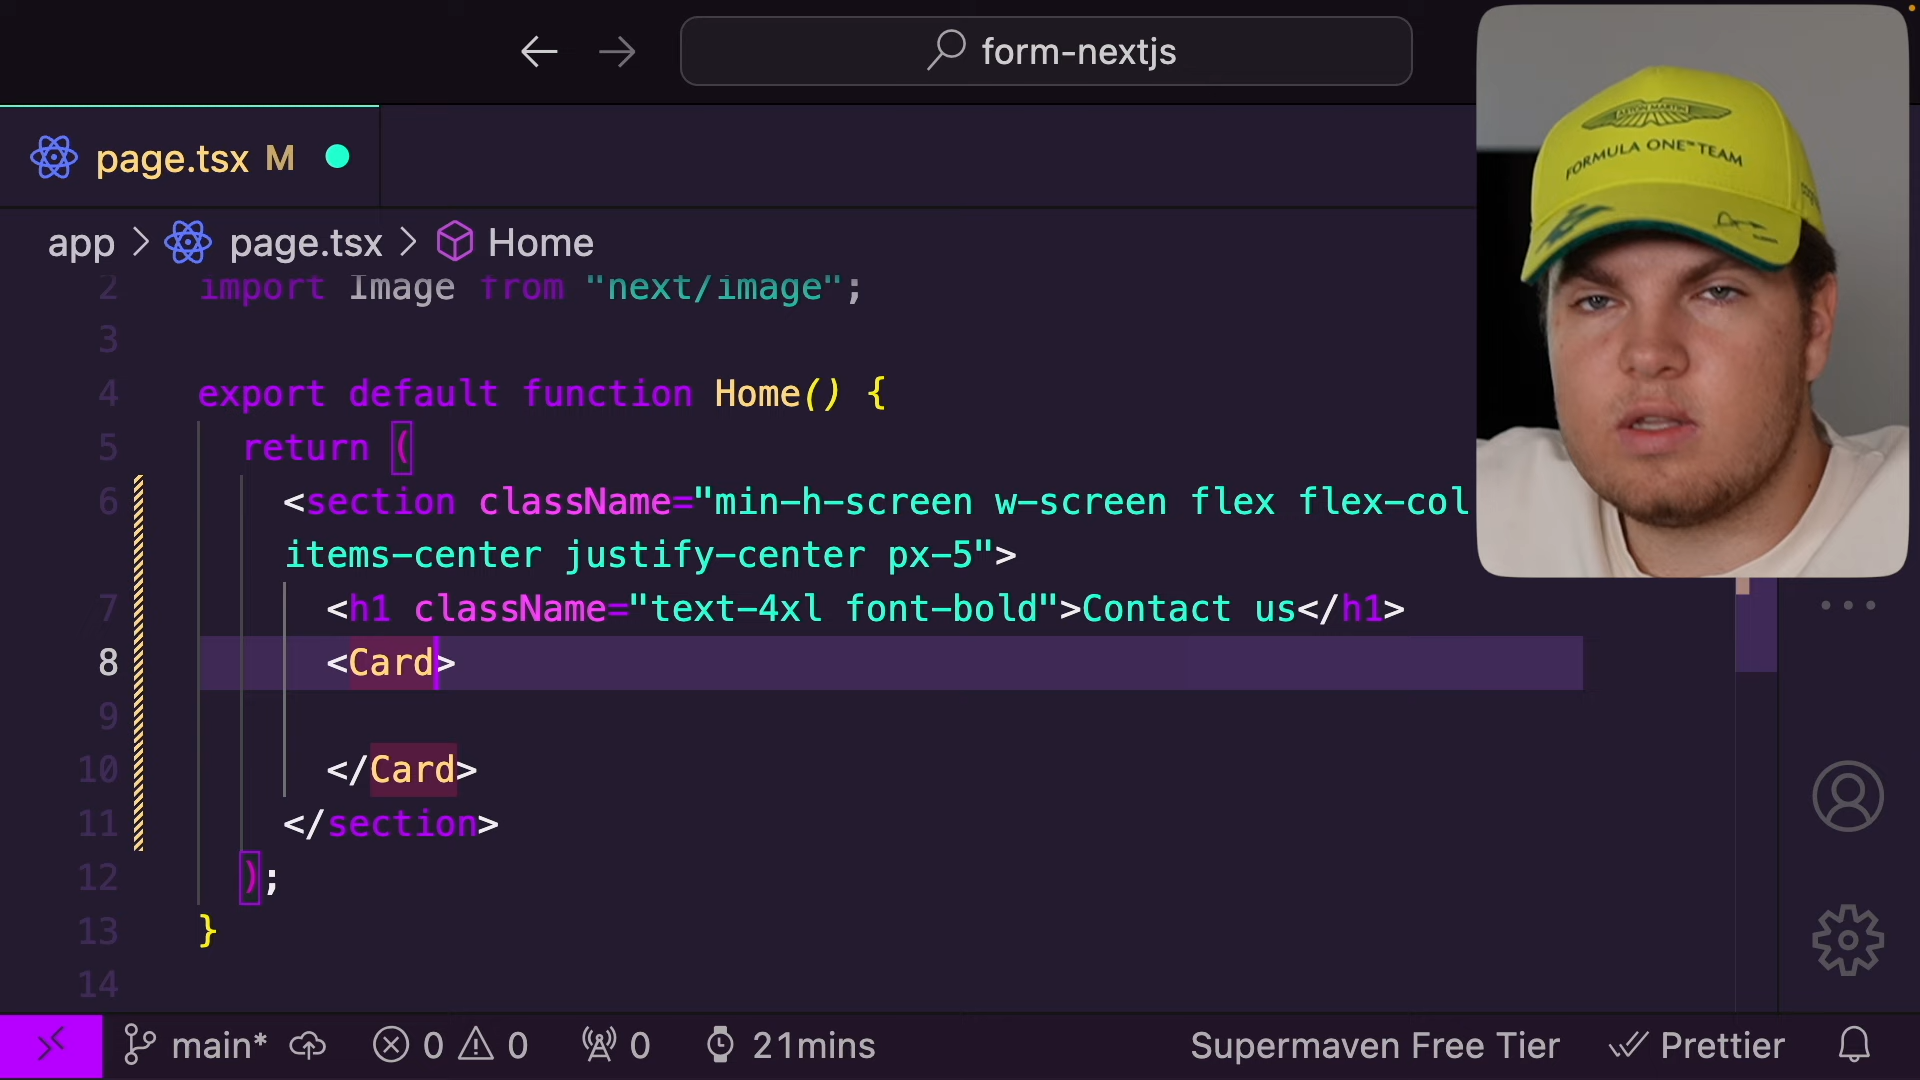 form-nextjs
page.tsx M
app > page.tsx > Home
2 import Image from "next/image";
3
4 export default function Home() {
5 return (
6 <section className="min-h-screen w-screen flex flex-col
items-center justify-center px-5">
7 <h1 className="text-4xl font-bold">Contact us</h1>
8 <Card>
9
10 </Card>
11 </section>
12 );
13 }
14
main* 0 0 0 21mins Supermaven Free Tier Prettier
ASTON MARTIN
FORMULA ONE™ TEAM